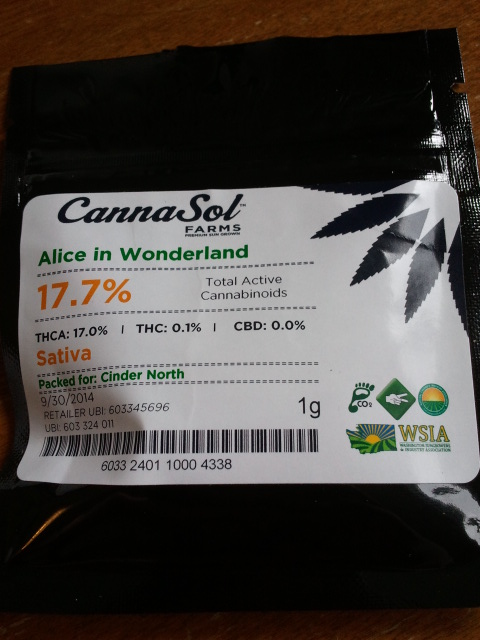 CannaSol™
FARMS
PREMIUM SUN GROWN
Alice in Wonderland
17.7% Total Active
Cannabinoids
THCA: 17.0% | THC: 0.1% | CBD: 0.0%
Sativa
Packed for: Cinder North
9/30/2014
RETAILER UBI: 603345696
UBI: 603 324 011
1g
CO2
WSIA
6033 2401 1000 4338